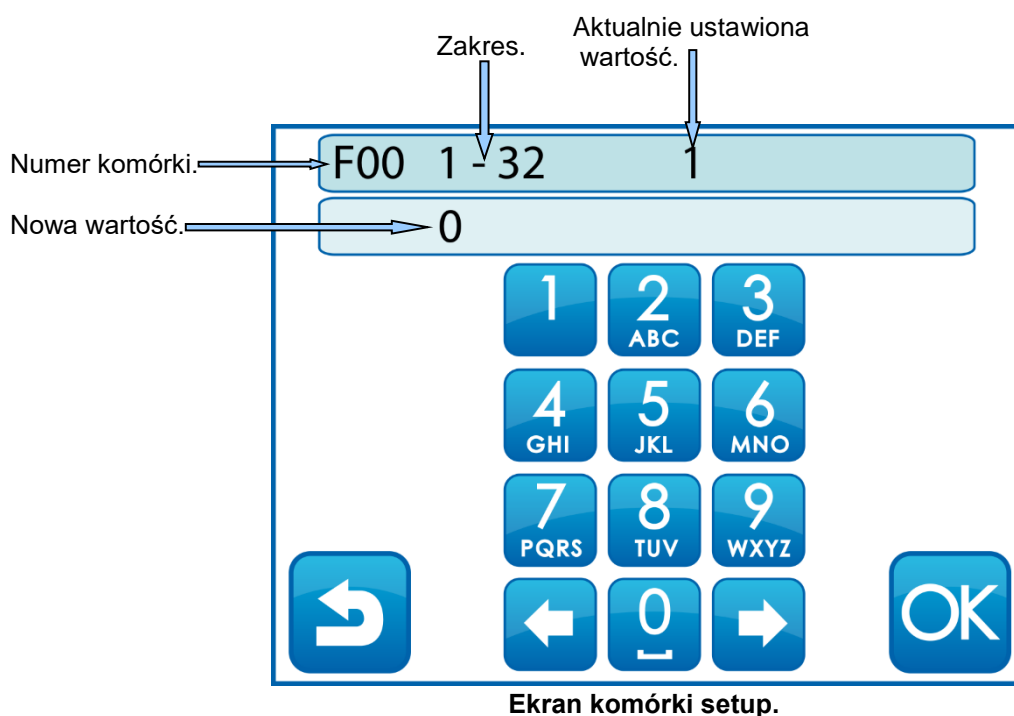 Zakres.
Aktualnie ustawiona
wartość.
Numer komórki.
F00 1 - 32 1
Nowa wartość.
0
1 2 3
ABC DEF
4 5 6
GHI JKL MNO
7 8 9
PQRS TUV WXYZ
0
OK
Ekran komórki setup.